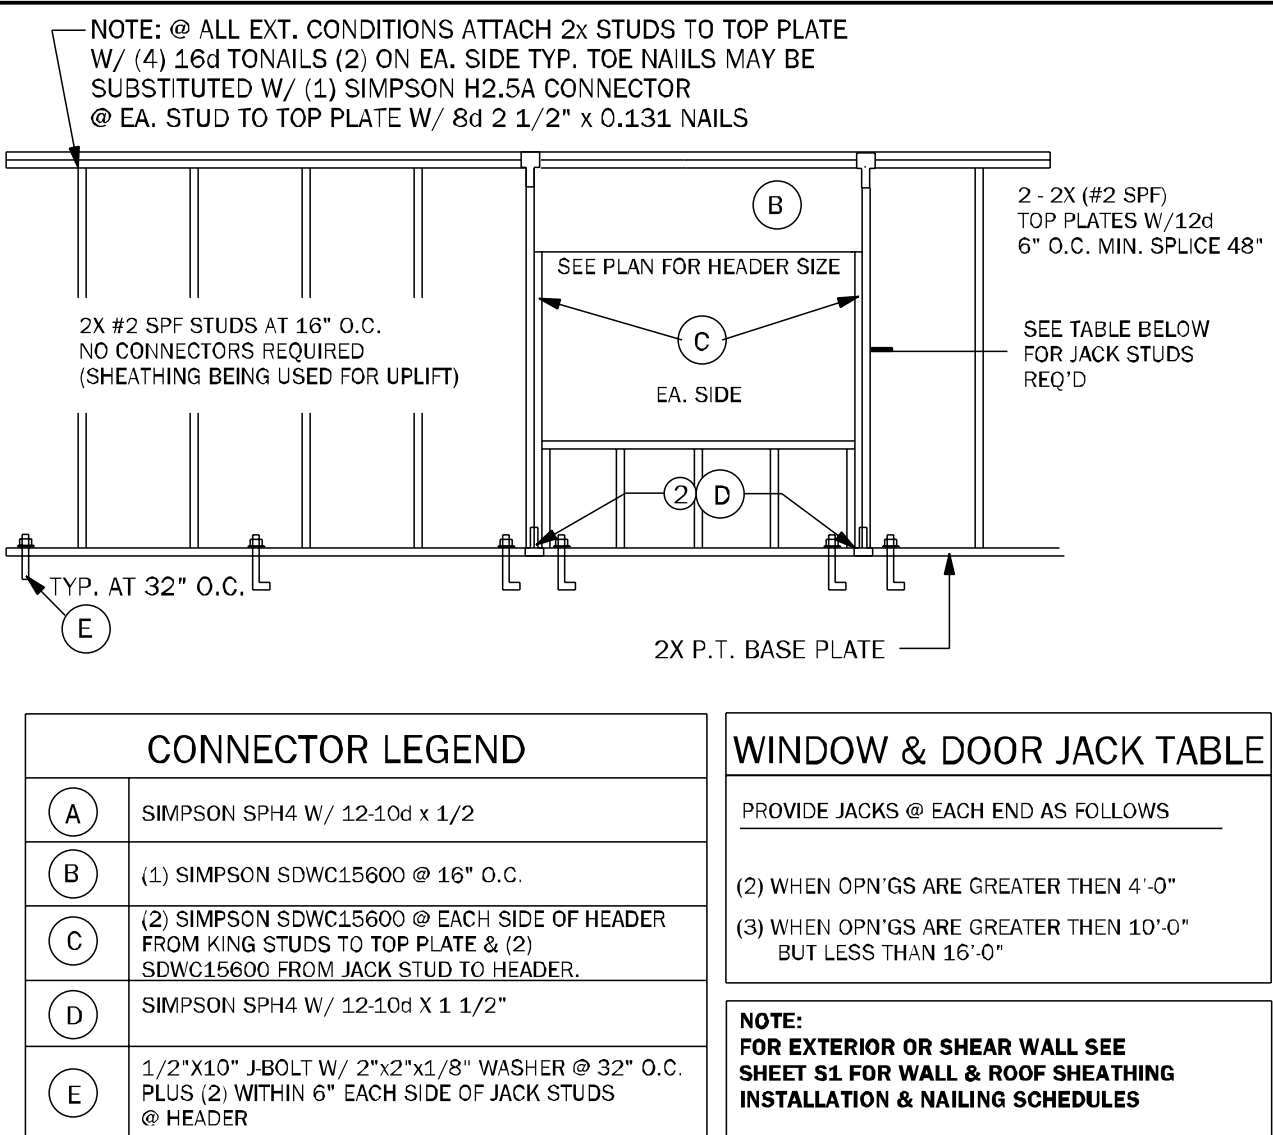 NOTE: @ ALL EXT. CONDITIONS ATTACH 2x STUDS TO TOP PLATE
W/ (4) 16d TONAILS (2) ON EA. SIDE TYP. TOE NAIILS MAY BE
SUBSTITUTED W/ (1) SIMPSON H2.5A CONNECTOR
@ EA. STUD TO TOP PLATE W/ 8d 2 1/2" x 0.131 NAILS
B
2 - 2X (#2 SPF)
TOP PLATES W/12d
6" O.C. MIN. SPLICE 48"
SEE PLAN FOR HEADER SIZE
2X #2 SPF STUDS AT 16" O.C.
NO CONNECTORS REQUIRED
(SHEATHING BEING USED FOR UPLIFT)
C
EA. SIDE
SEE TABLE BELOW
FOR JACK STUDS
REQ'D
2 D
TYP. AT 32" O.C.
E
2X P.T. BASE PLATE
CONNECTOR LEGEND
A
SIMPSON SPH4 W/ 12-10d x 1/2
B
(1) SIMPSON SDWC15600 @ 16" O.C.
C
(2) SIMPSON SDWC15600 @ EACH SIDE OF HEADER
FROM KING STUDS TO TOP PLATE & (2)
SDWC15600 FROM JACK STUD TO HEADER.
D
SIMPSON SPH4 W/ 12-10d X 1 1/2"
E
1/2"X10" J-BOLT W/ 2"x2"x1/8" WASHER @ 32" O.C.
PLUS (2) WITHIN 6" EACH SIDE OF JACK STUDS
@ HEADER
WINDOW & DOOR JACK TABLE
PROVIDE JACKS @ EACH END AS FOLLOWS
(2) WHEN OPN'GS ARE GREATER THEN 4'-0"
(3) WHEN OPN'GS ARE GREATER THEN 10'-0"
BUT LESS THAN 16'-0"
NOTE:
FOR EXTERIOR OR SHEAR WALL SEE
SHEET S1 FOR WALL & ROOF SHEATHING
INSTALLATION & NAILING SCHEDULES